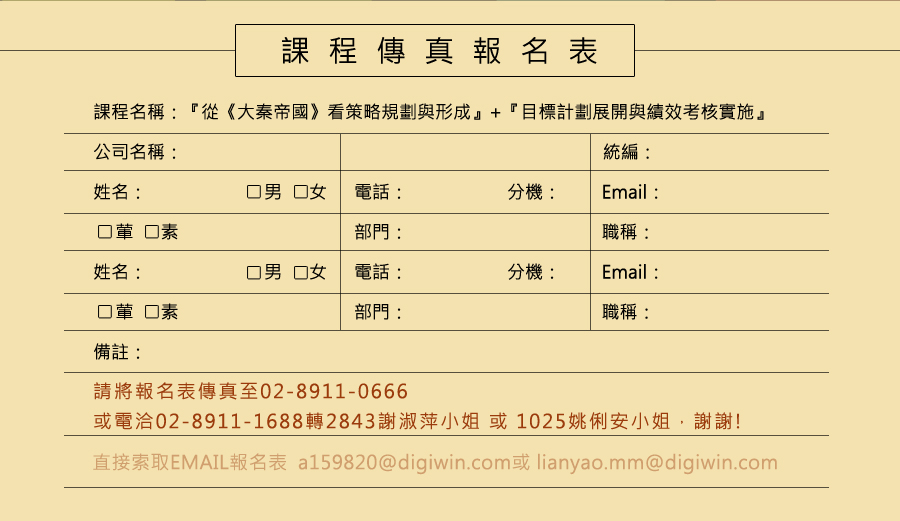 課程傳真報名表
課程名稱：『從《大秦帝國》看策略規劃與形成』+『目標計劃展開與績效考核實施』
公司名稱： 統編：
姓名： □男 □女 電話： 分機： Email：
□葷 □素 部門： 職稱：
姓名： □男 □女 電話： 分機： Email：
□葷 □素 部門： 職稱：
備註：
請將報名表傳真至02-8911-0666
或電洽02-8911-1688轉2843謝淑萍小姐 或 1025姚俐安小姐，謝謝!
直接索取EMAIL報名表 a159820@digiwin.com或 lianyao.mm@digiwin.com